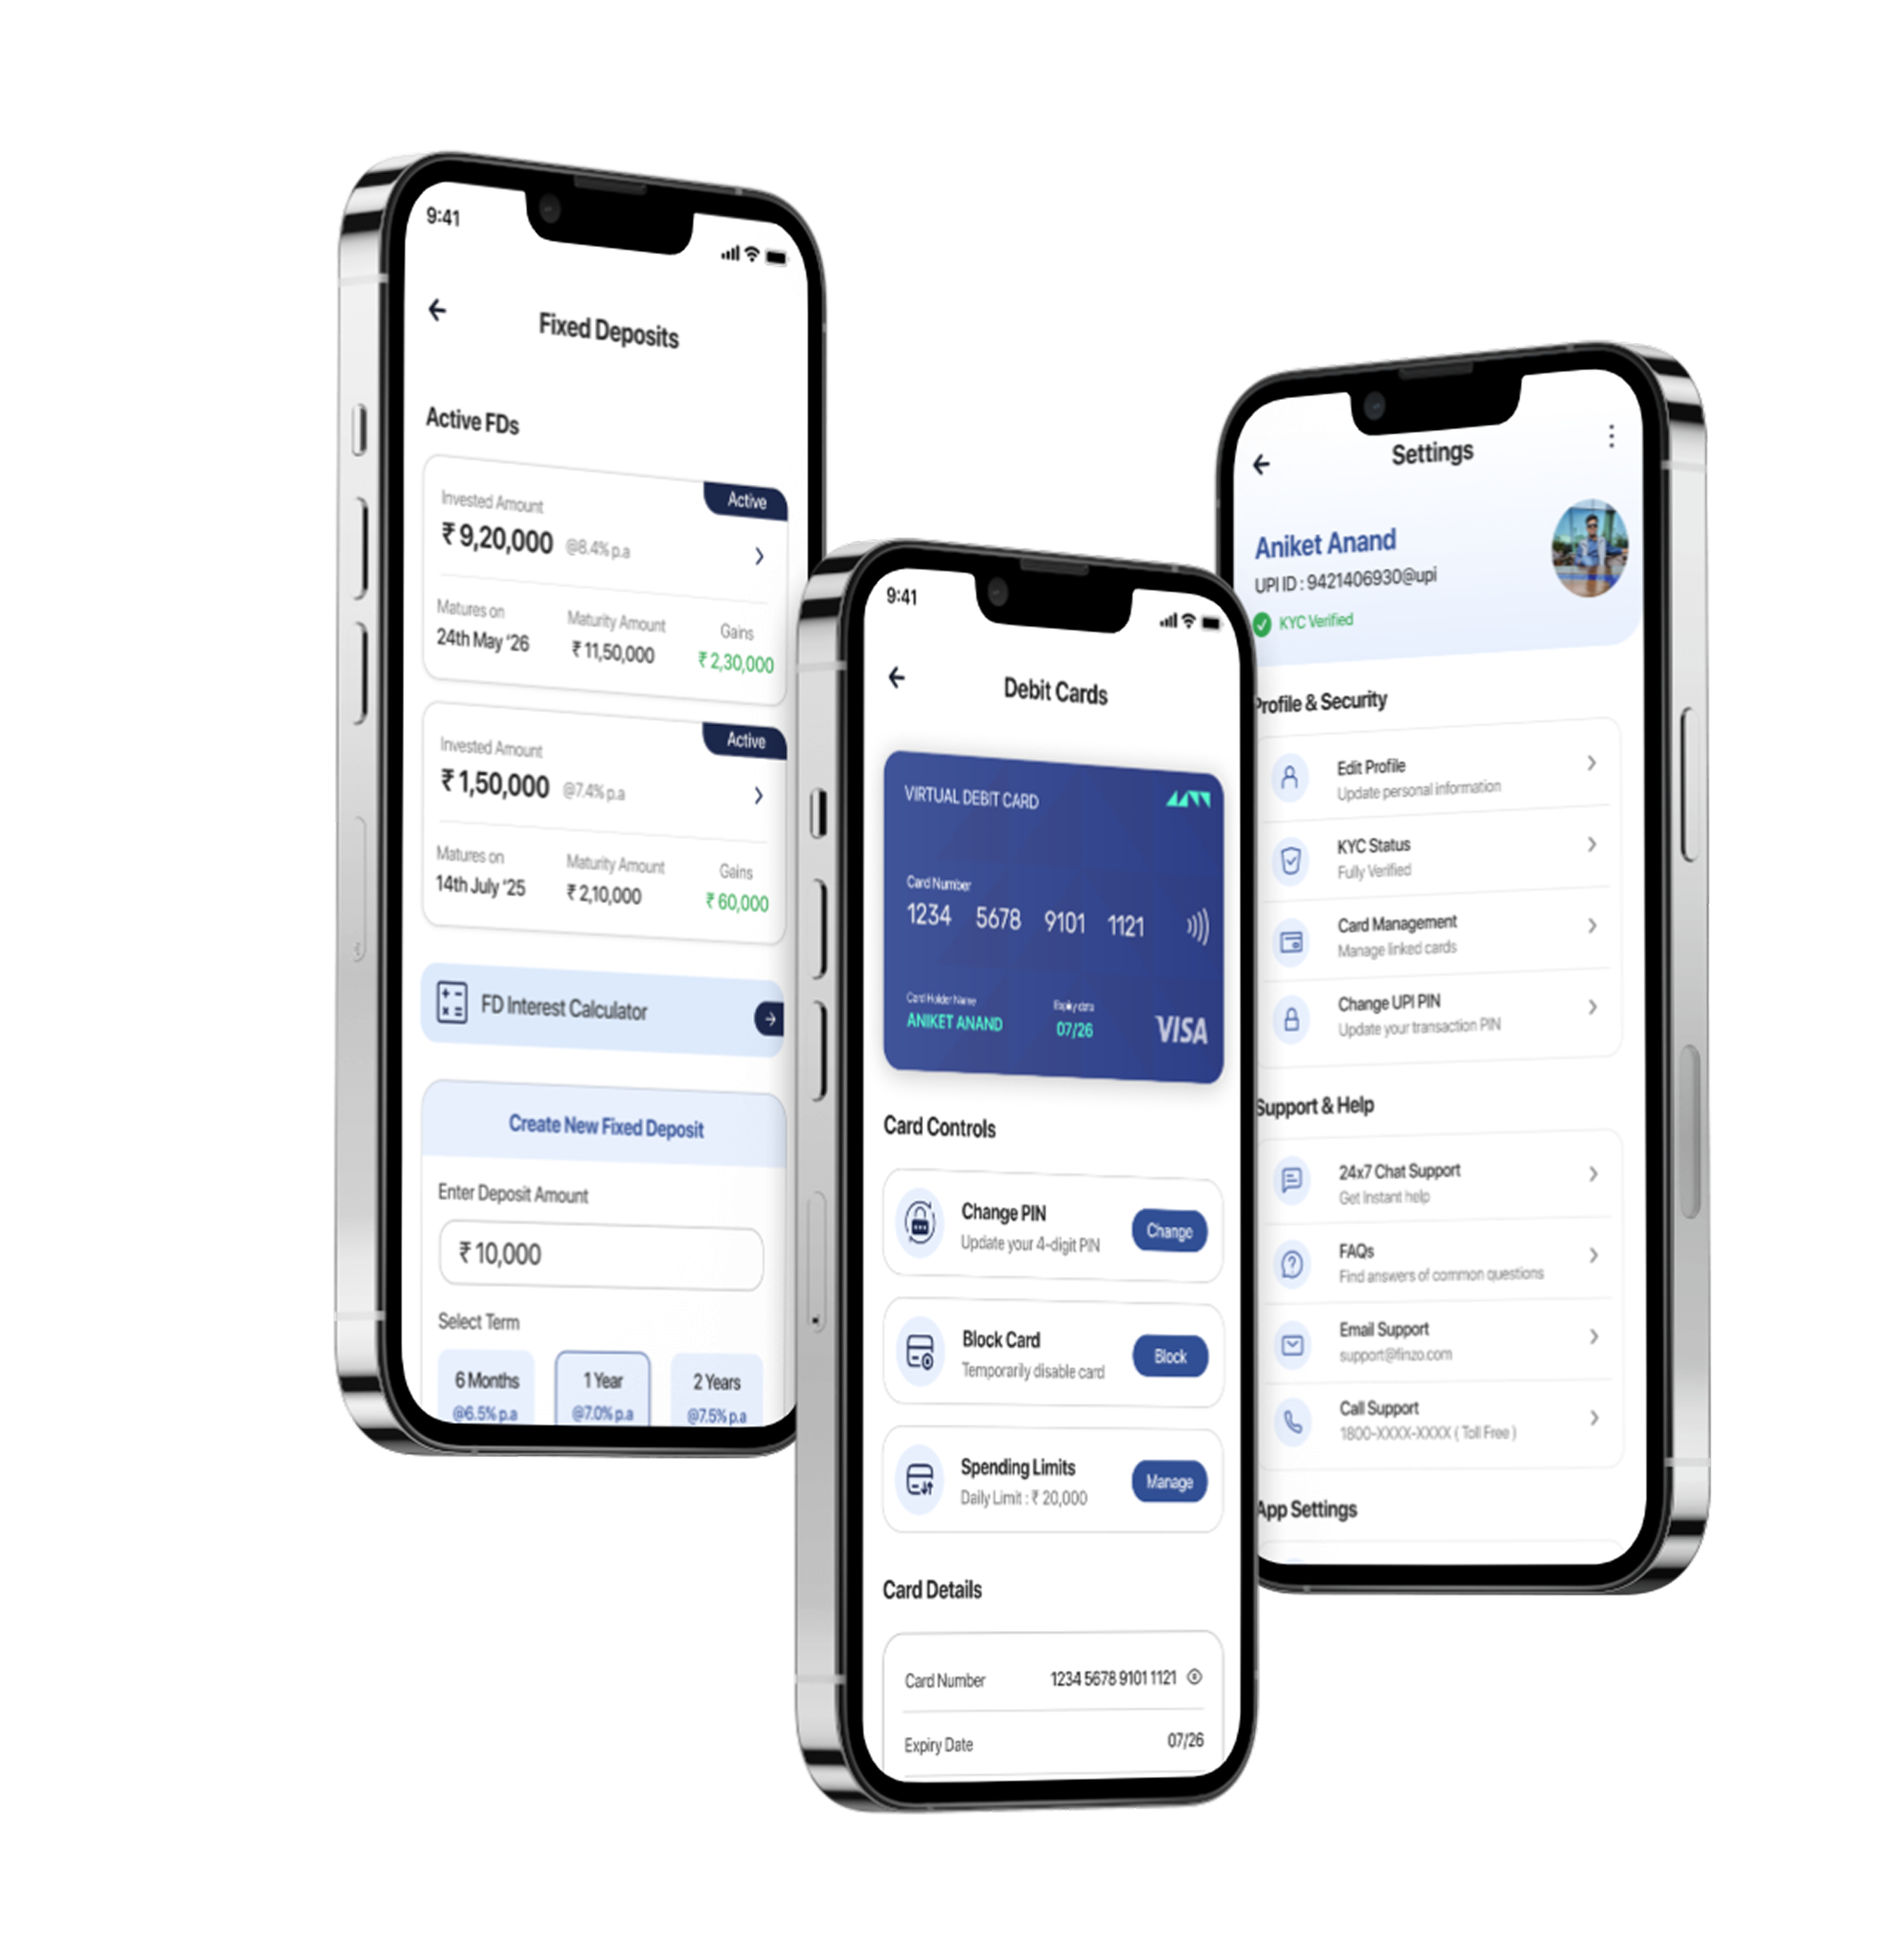 9:41
Fixed Deposits
Active FDs
Active
Invested Amount
₹ 9,20,000 @8.4% p.a
Matures on Maturity Amount Gains
24th May ‘26 ₹ 11,50,000 ₹ 2,30,000
Active
Invested Amount
₹ 1,50,000 @7.4% p.a
Matures on Maturity Amount Gains
14th July ‘25 ₹ 2,10,000 ₹ 60,000
FD Interest Calculator
Create New Fixed Deposit
Enter Deposit Amount
₹ 10,000
Select Term
6 Months 1 Year 2 Years
@6.5% p.a @7.0% p.a @7.5% p.a
9:41
Debit Cards
VIRTUAL DEBIT CARD
Card Number
1234 5678 9101 1121
Card Holder Name Expiry date
ANIKET ANAND 07/26
VISA
Card Controls
Change PIN
Update your 4-digit PIN
Change
Block Card
Temporarily disable card
Block
Spending Limits
Daily Limit : ₹ 20,000
Manage
Card Details
Card Number 1234 5678 9101 1121
Expiry Date 07/26
Settings
Aniket Anand
UPI ID : 9421406930@upi
KYC Verified
Profile & Security
Edit Profile
Update personal information
KYC Status
Fully Verified
Card Management
Manage linked cards
Change UPI PIN
Update your transaction PIN
Support & Help
24x7 Chat Support
Get Instant help
FAQs
Find answers of common questions
Email Support
support@finzo.com
Call Support
1800-XXXX-XXXX ( Toll Free )
App Settings